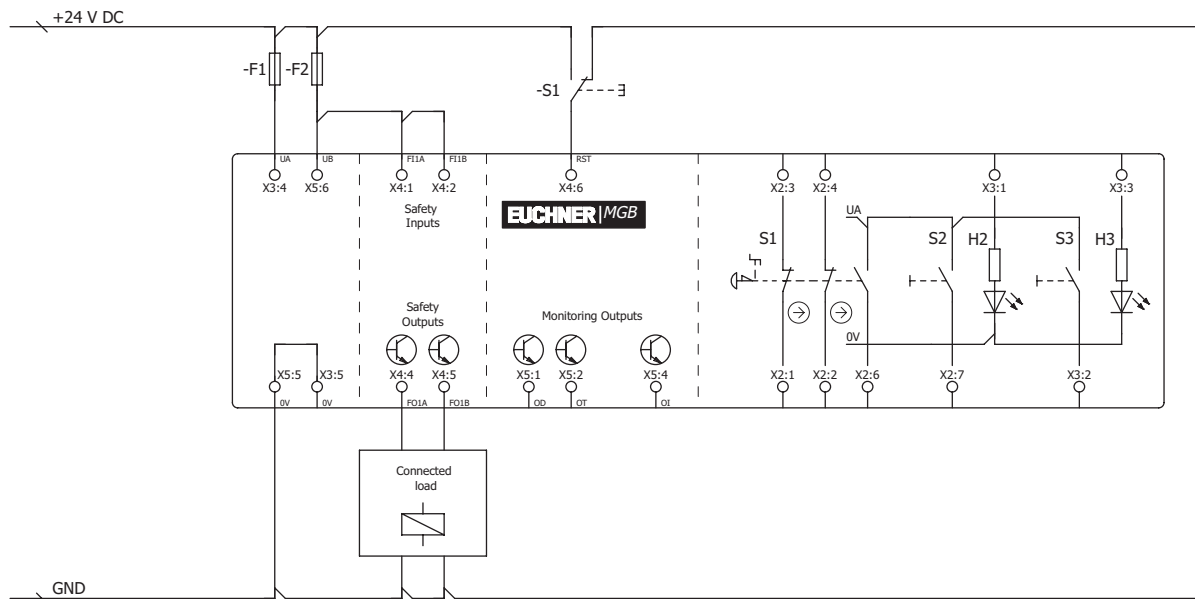 +24 V DC
-F1
-F2
-S1
UA
UB
FI1A
FI1B
RST
X3:4
X5:6
X4:1
X4:2
X4:6
X2:3
X2:4
X3:1
X3:3
Safety
Inputs
EUCHNER MGB
UA
S1
S2
H2
S3
H3
Safety
Outputs
Monitoring Outputs
0V
X5:5
X3:5
X4:4
X4:5
X5:1
X5:2
X5:4
X2:1
X2:2
X2:6
X2:7
X3:2
0V
0V
FO1A
FO1B
OD
OT
OI
Connected
load
GND